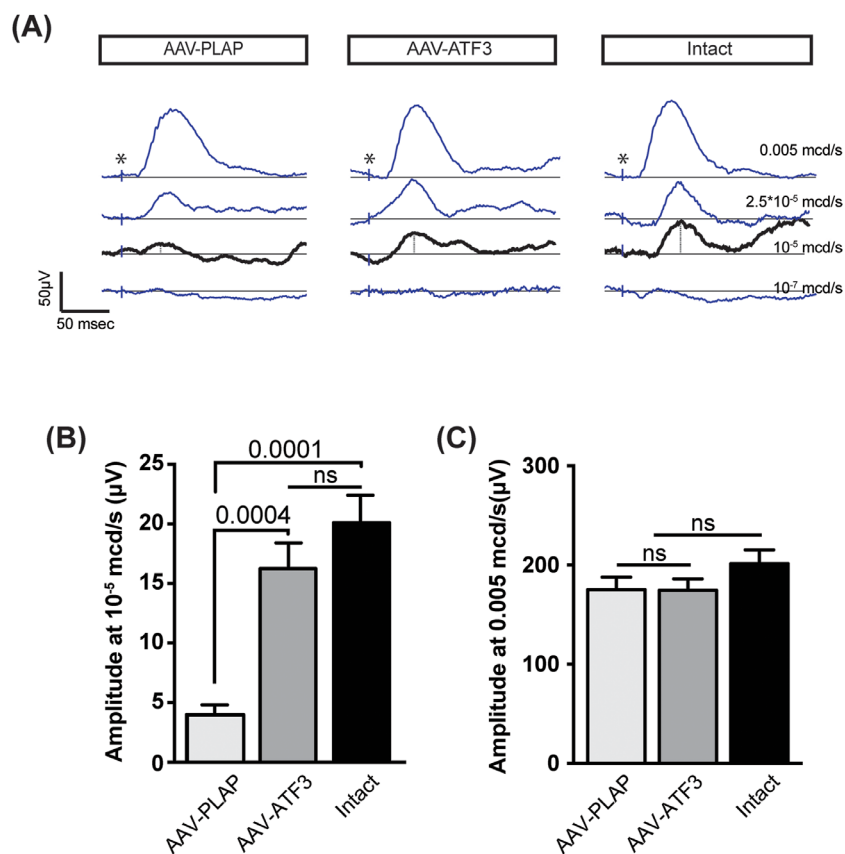 (A)
AAV-PLAP
AAV-ATF3
Intact
* * *
0.005 mcd/s
2.5*10⁻⁵ mcd/s
10⁻⁵ mcd/s
10⁻⁷ mcd/s
50µV
50 msec
(B)
Amplitude at 10⁻⁵ mcd/s (µV)
25
20
15
10
5
0
0.0001
ns
0.0004
AAV-PLAP
AAV-ATF3
Intact
(C)
Amplitude at 0.005 mcd/s(µV)
300
200
100
0
ns
ns
AAV-PLAP
AAV-ATF3
Intact